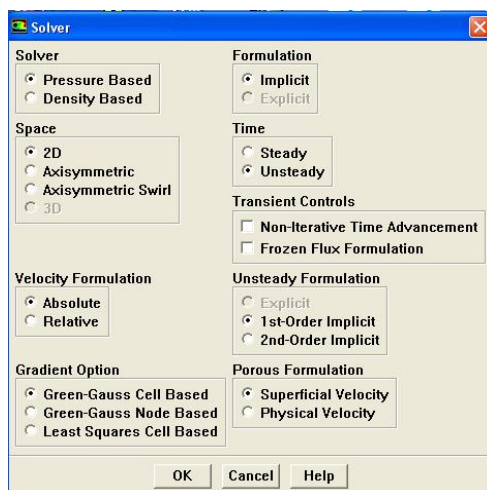 Solver
Solver
Pressure Based
Density Based
Formulation
Implicit
Explicit
Space
2D
Axisymmetric
Axisymmetric Swirl
3D
Time
Steady
Unsteady
Transient Controls
Non-Iterative Time Advancement
Frozen Flux Formulation
Velocity Formulation
Absolute
Relative
Unsteady Formulation
Explicit
1st-Order Implicit
2nd-Order Implicit
Gradient Option
Green-Gauss Cell Based
Green-Gauss Node Based
Least Squares Cell Based
Porous Formulation
Superficial Velocity
Physical Velocity
OK
Cancel
Help